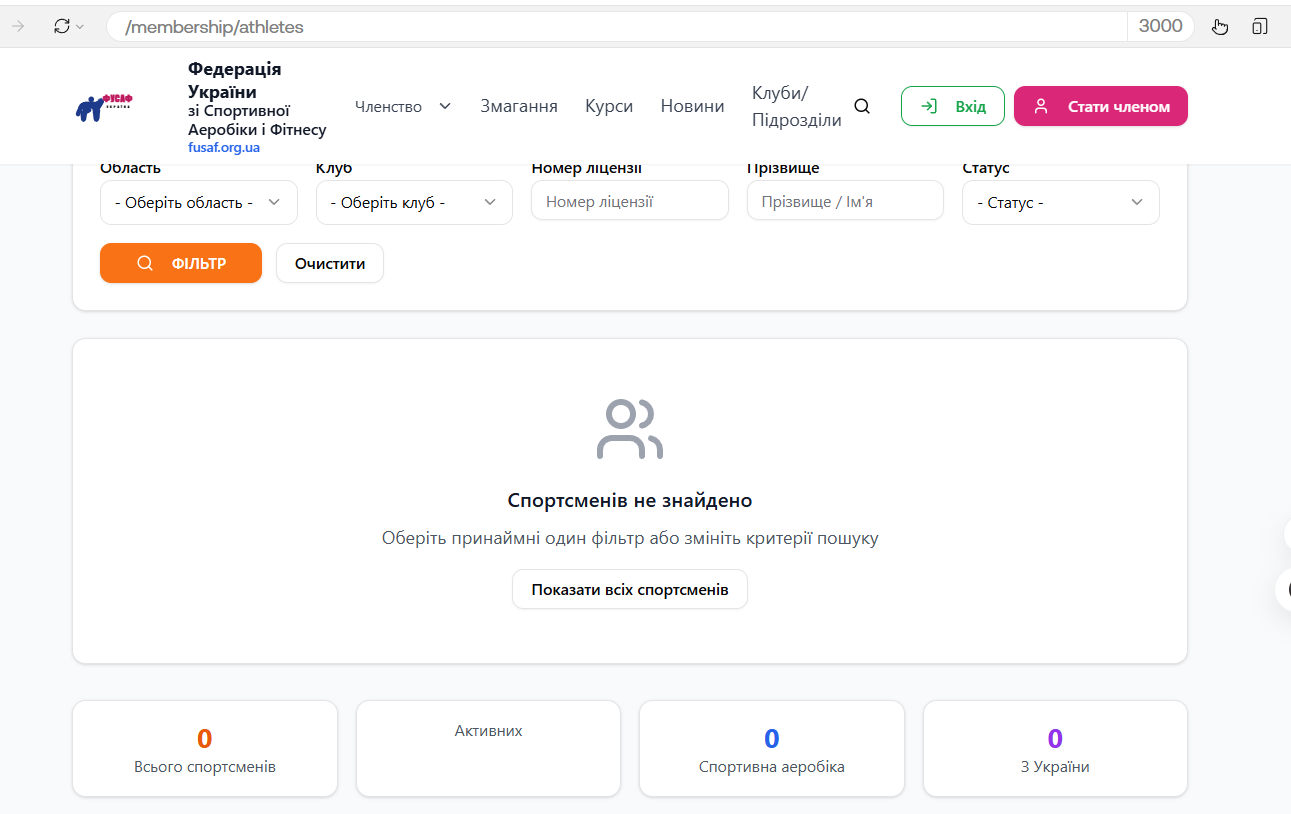 /membership/athletes
3000
ФУСАФ
УКРАЇНА
Федерація
України
зі Спортивної
Аеробіки і Фітнесу
fusaf.org.ua
Членство
Змагання
Курси
Новини
Клуби/
Підрозділи
Вхід
Стати членом
Область
Клуб
Номер ліцензії
Прізвище
Статус
- Оберіть область -
- Оберіть клуб -
Номер ліцензії
Прізвище / Ім'я
- Статус -
ФІЛЬТР
Очистити
Спортсменів не знайдено
Оберіть принаймні один фільтр або змініть критерії пошуку
Показати всіх спортсменів
0
Всього спортсменів
Активних
0
Спортивна аеробіка
0
З України